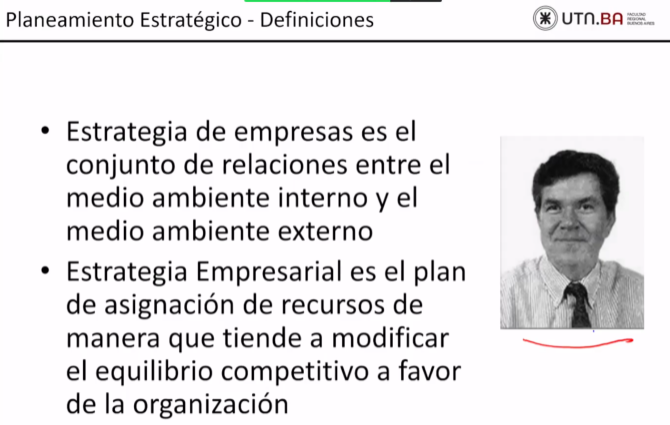 Planeamiento Estratégico - Definiciones
UTN.BA
FACULTAD
REGIONAL
BUENOS AIRES
• Estrategia de empresas es el
conjunto de relaciones entre el
medio ambiente interno y el
medio ambiente externo
• Estrategia Empresarial es el plan
de asignación de recursos de
manera que tiende a modificar
el equilibrio competitivo a favor
de la organización